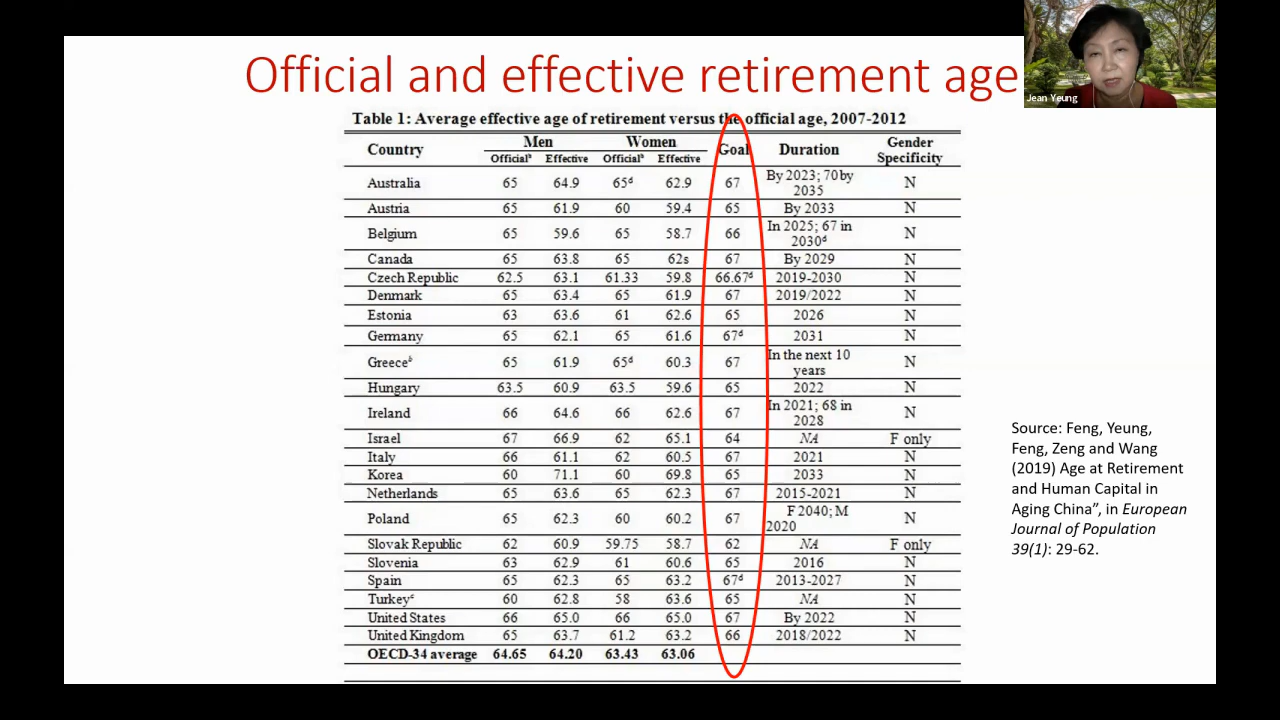 Official and effective retirement age
Jean Yeung
Table 1: Average effective age of retirement versus the official age, 2007-2012
Country Men Women Goal Duration Gender Specificity
Officialᵇ Effective Officialᵇ Effective
Australia 65 64.9 65ᵈ 62.9 67 By 2023; 70by 2035 N
Austria 65 61.9 60 59.4 65 By 2033 N
Belgium 65 59.6 65 58.7 66 In 2025; 67 in 2030ᵈ N
Canada 65 63.8 65 62s 67 By 2029 N
Czech Republic 62.5 63.1 61.33 59.8 66.67ᵈ 2019-2030 N
Denmark 65 63.4 65 61.9 67 2019/2022 N
Estonia 63 63.6 61 62.6 65 2026 N
Germany 65 62.1 65 61.6 67ᵈ 2031 N
Greeceᵇ 65 61.9 65ᵈ 60.3 67 In the next 10 years N
Hungary 63.5 60.9 63.5 59.6 65 2022 N
Ireland 66 64.6 66 62.6 67 In 2021; 68 in 2028 N
Israel 67 66.9 62 65.1 64 NA F only
Italy 66 61.1 62 60.5 67 2021 N
Korea 60 71.1 60 69.8 65 2033 N
Netherlands 65 63.6 65 62.3 67 2015-2021 N
Poland 65 62.3 60 60.2 67 F 2040; M 2020 N
Slovak Republic 62 60.9 59.75 58.7 62 NA F only
Slovenia 63 62.9 61 60.6 65 2016 N
Spain 65 62.3 65 63.2 67ᵈ 2013-2027 N
Turkeyᶜ 60 62.8 58 63.6 65 NA N
United States 66 65.0 66 65.0 67 By 2022 N
United Kingdom 65 63.7 61.2 63.2 66 2018/2022 N
OECD-34 average 64.65 64.20 63.43 63.06
Source: Feng, Yeung,
Feng, Zeng and Wang
(2019) Age at Retirement
and Human Capital in
Aging China”, in European
Journal of Population
39(1): 29-62.